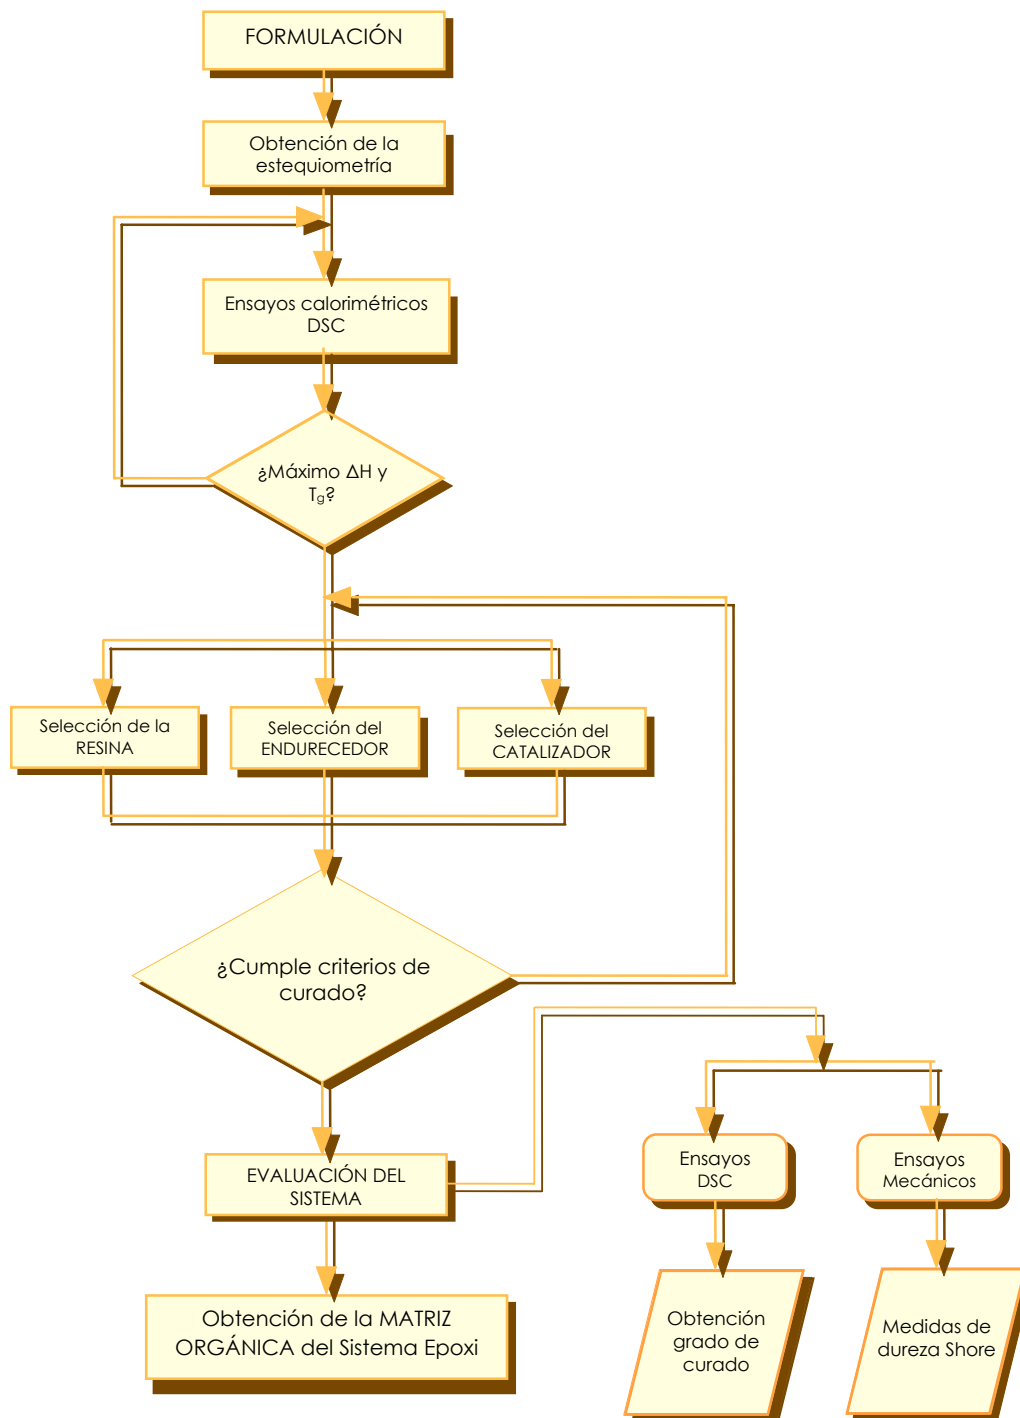 FORMULACIÓN
Obtención de la
estequiometría
Ensayos calorimétricos
DSC
¿Máximo ΔH y
Tg?
Selección de la
RESINA
Selección del
ENDURECEDOR
Selección del
CATALIZADOR
¿Cumple criterios de
curado?
EVALUACIÓN DEL
SISTEMA
Ensayos
DSC
Ensayos
Mecánicos
Obtención de la MATRIZ
ORGÁNICA del Sistema Epoxi
Obtención
grado de
curado
Medidas de
dureza Shore